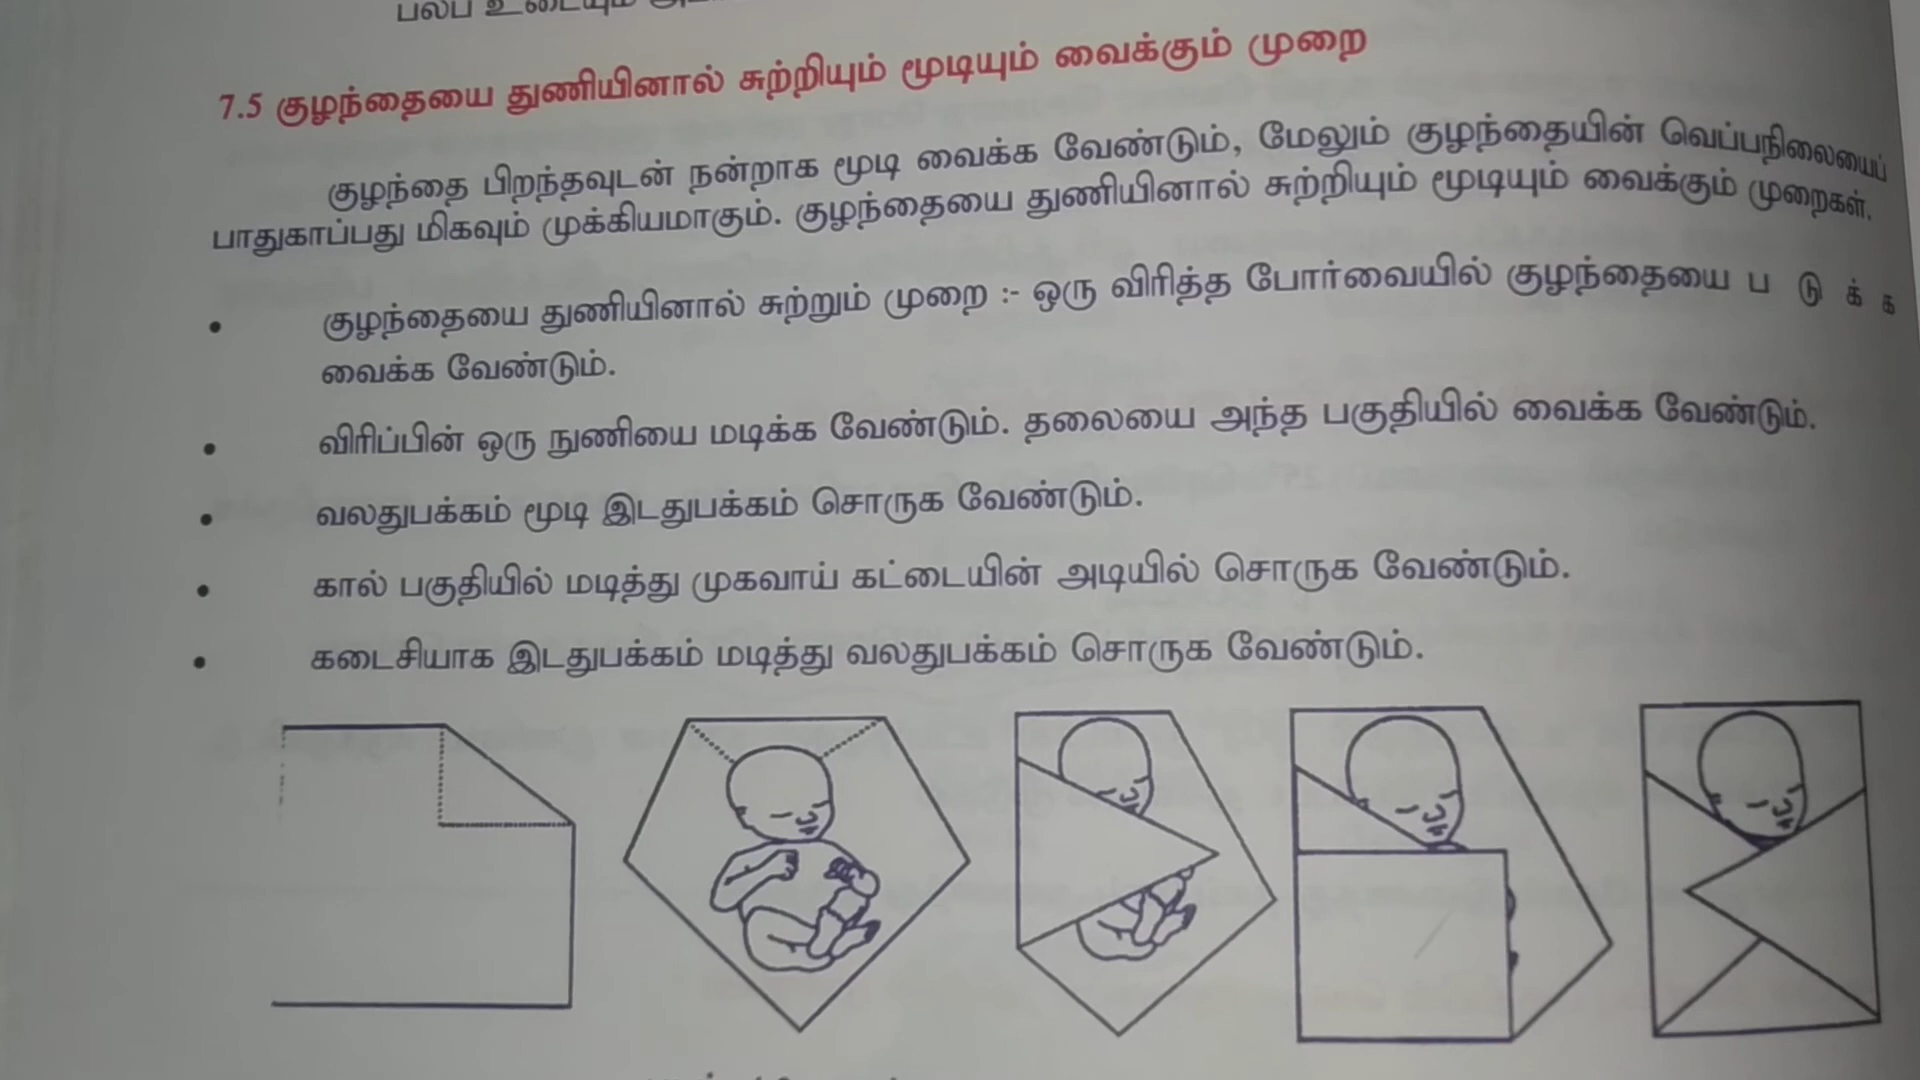 7.5 குழந்தையை துணியினால் சுற்றியும் மூடியும் வைக்கும் முறை
குழந்தை பிறந்தவுடன் நன்றாக மூடி வைக்க வேண்டும், மேலும் குழந்தையின் வெப்பநிலையைப்
பாதுகாப்பது மிகவும் முக்கியமாகும். குழந்தையை துணியினால் சுற்றியும் மூடியும் வைக்கும் முறைகள்.
• குழந்தையை துணியினால் சுற்றும் முறை :- ஒரு விரித்த போர்வையில் குழந்தையை ப டு க் க
வைக்க வேண்டும்.
• விரிப்பின் ஒரு நுணியை மடிக்க வேண்டும். தலையை அந்த பகுதியில் வைக்க வேண்டும்.
• வலதுபக்கம் மூடி இடதுபக்கம் சொருக வேண்டும்.
• கால் பகுதியில் மடித்து முகவாய் கட்டையின் அடியில் சொருக வேண்டும்.
• கடைசியாக இடதுபக்கம் மடித்து வலதுபக்கம் சொருக வேண்டும்.